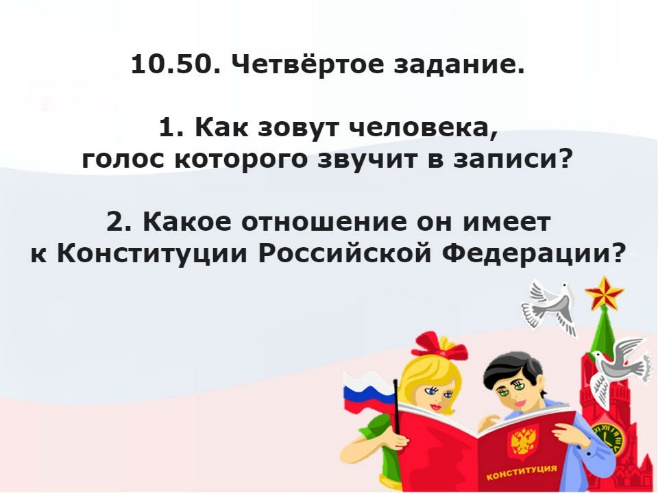 10.50. Четвёртое задание.
1. Как зовут человека,
голос которого звучит в записи?
2. Какое отношение он имеет
к Конституции Российской Федерации?
КОНСТИТУЦИЯ